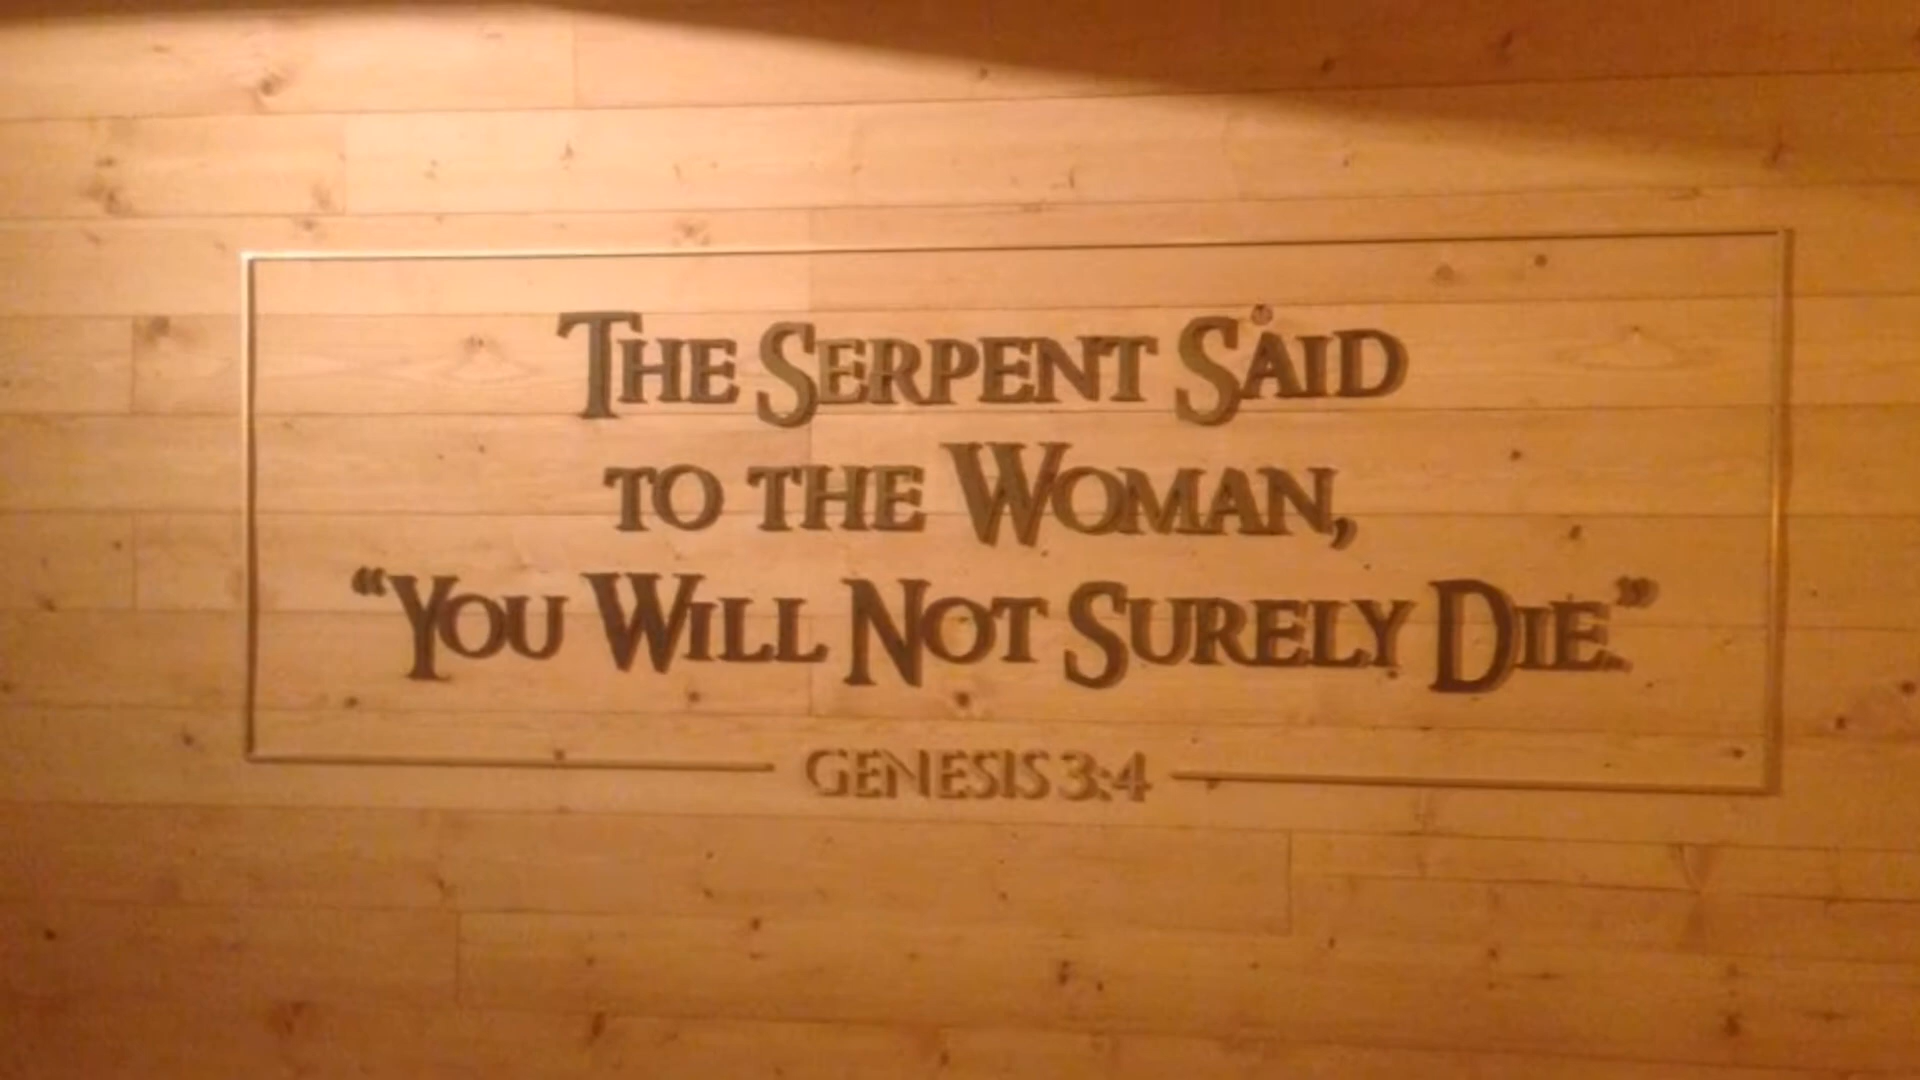 The Serpent Said
to the Woman,
“You Will Not Surely Die.”
GENESIS 3:4